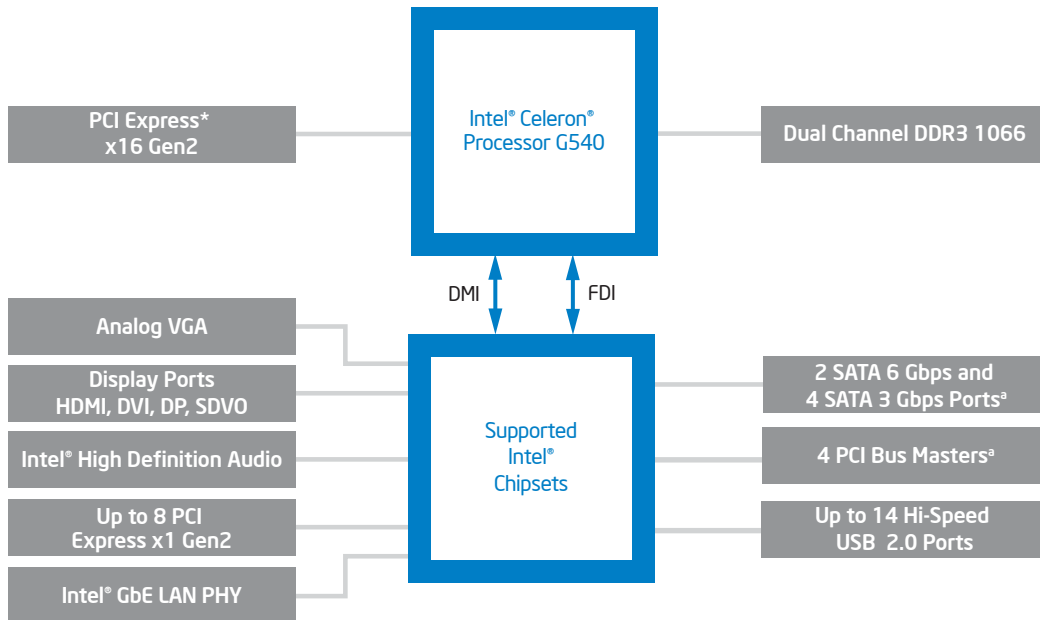 PCI Express*
x16 Gen2
Intel® Celeron®
Processor G540
Dual Channel DDR3 1066
DMI
FDI
Analog VGA
Display Ports
HDMI, DVI, DP, SDVO
Intel® High Definition Audio
Up to 8 PCI
Express x1 Gen2
Intel® GbE LAN PHY
Supported
Intel®
Chipsets
2 SATA 6 Gbps and
4 SATA 3 Gbps Portsª
4 PCI Bus Mastersª
Up to 14 Hi-Speed
USB 2.0 Ports